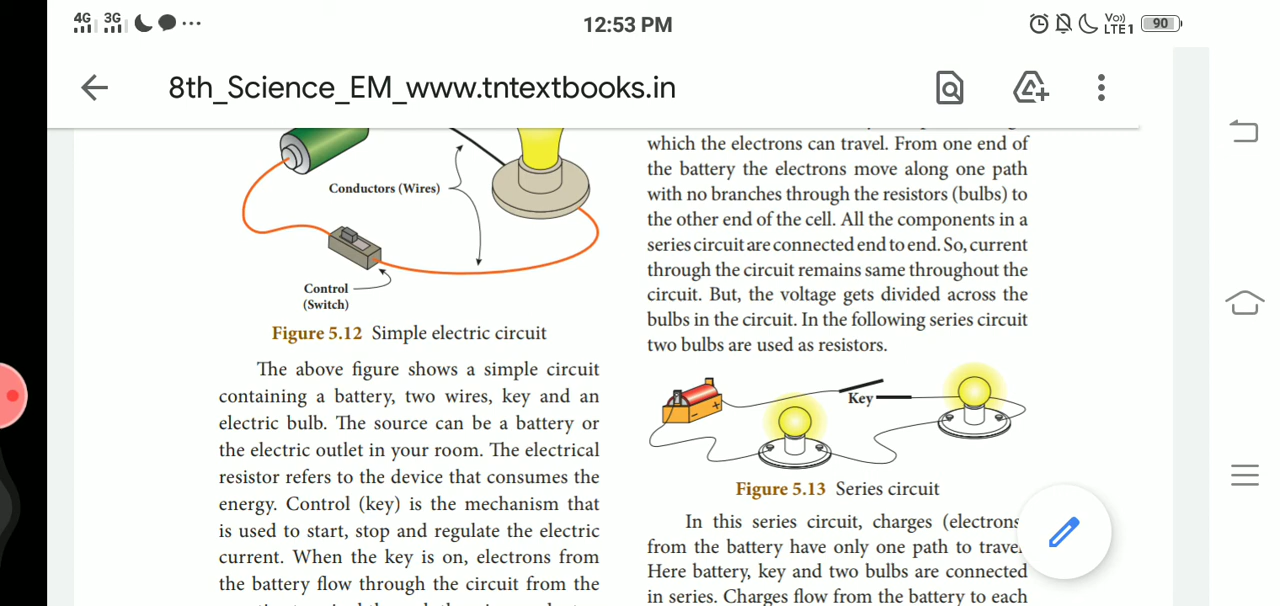 4G 3G
12:53 PM
Vo))
LTE 1
90
8th_Science_EM_www.tntextbooks.in
Conductors (Wires)
Control
(Switch)
Figure 5.12 Simple electric circuit
The above figure shows a simple circuit
containing a battery, two wires, key and an
electric bulb. The source can be a battery or
the electric outlet in your room. The electrical
resistor refers to the device that consumes the
energy. Control (key) is the mechanism that
is used to start, stop and regulate the electric
current. When the key is on, electrons from
the battery flow through the circuit from the
which the electrons can travel. From one end of
the battery the electrons move along one path
with no branches through the resistors (bulbs) to
the other end of the cell. All the components in a
series circuit are connected end to end. So, current
through the circuit remains same throughout the
circuit. But, the voltage gets divided across the
bulbs in the circuit. In the following series circuit
two bulbs are used as resistors.
Key
- +
Figure 5.13 Series circuit
In this series circuit, charges (electrons
from the battery have only one path to travel
Here battery, key and two bulbs are connected
in series. Charges flow from the battery to each